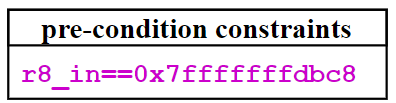 pre-condition constraints
r8_in==0x7fffffffdbc8